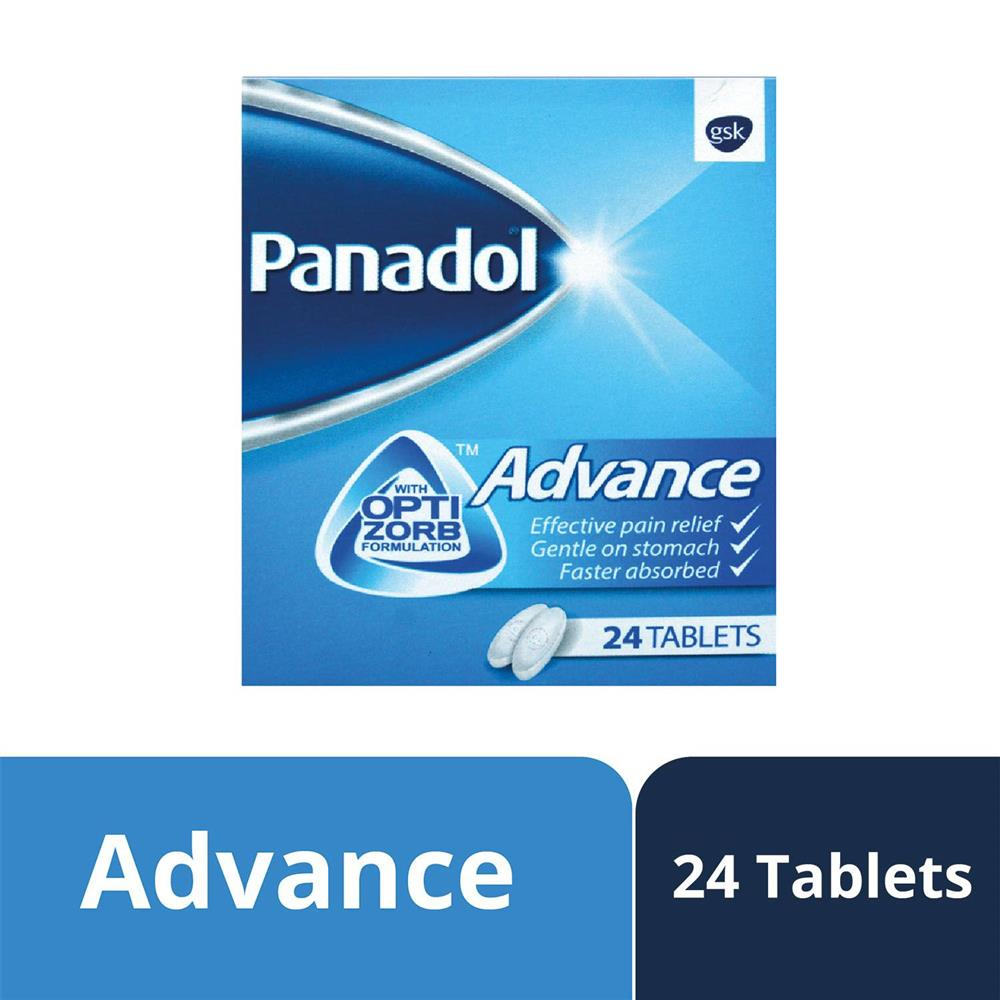 gsk
Panadol®
WITH
OPTI
ZORB
FORMULATION
™
Advance
Effective pain relief ✓
Gentle on stomach ✓
Faster absorbed ✓
24 TABLETS
Advance
24 Tablets